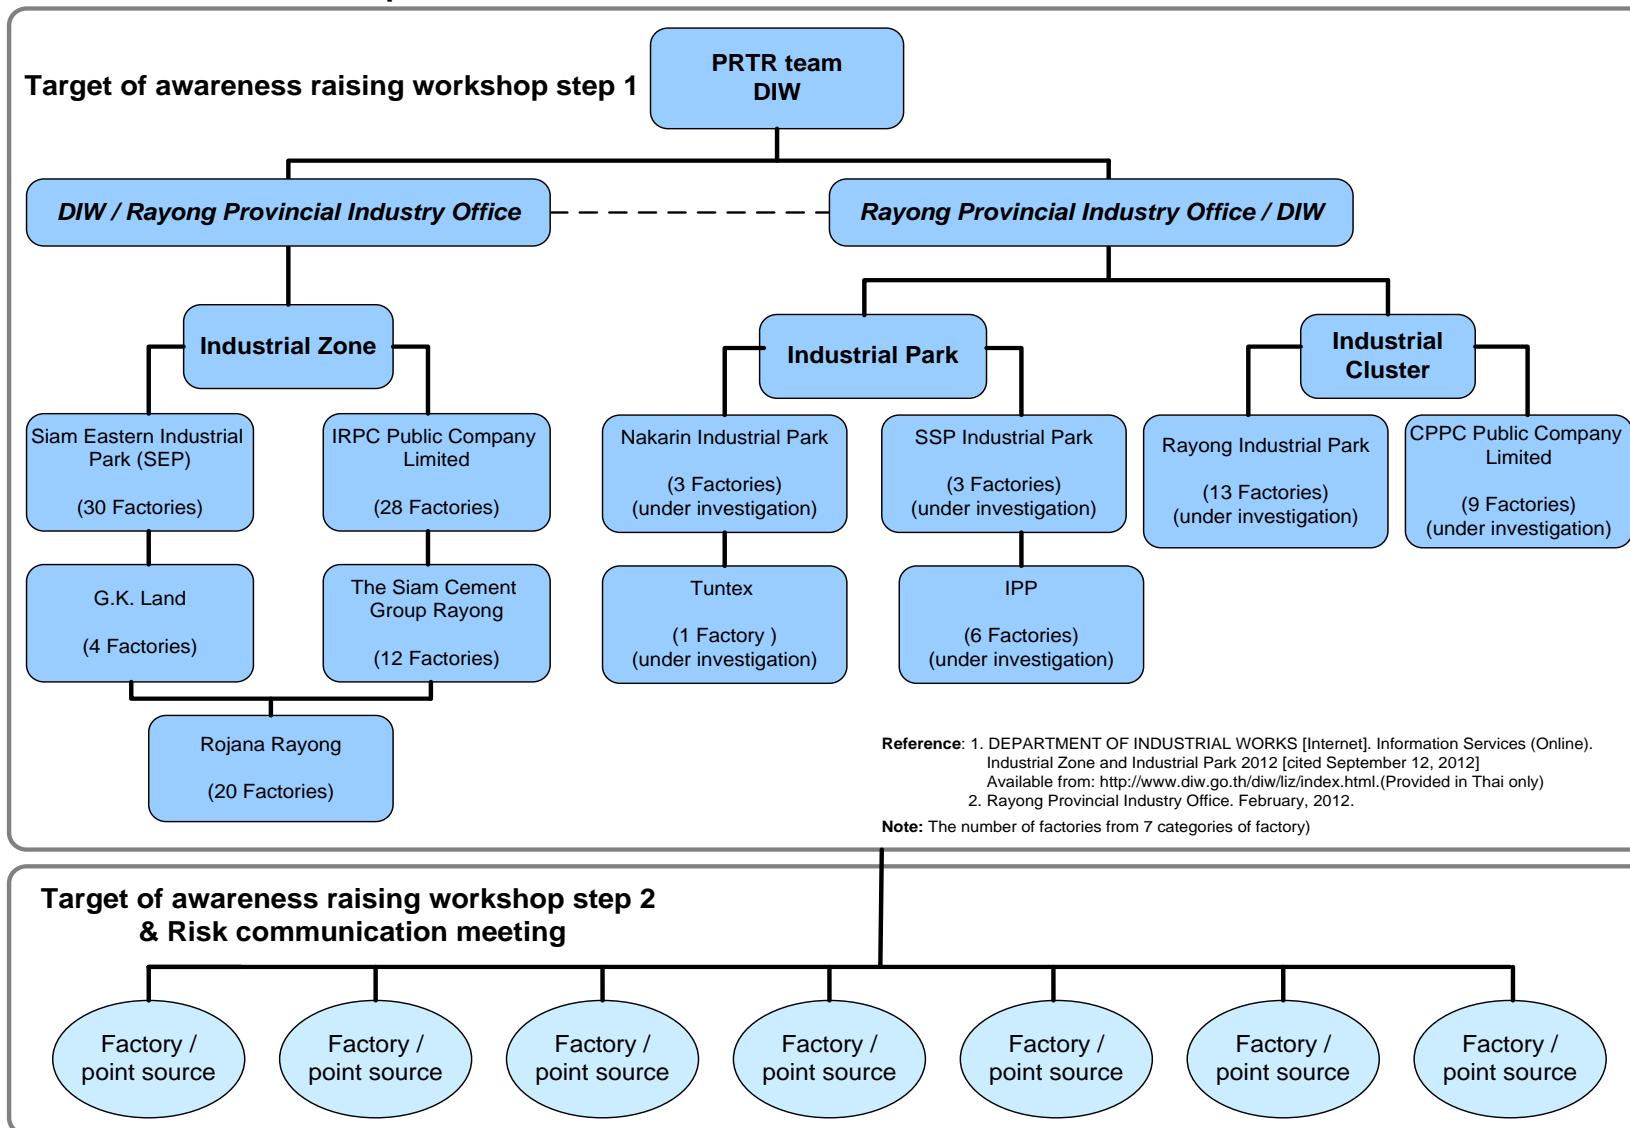 Target of awareness raising workshop step 1
PRTR team
DIW
DIW / Rayong Provincial Industry Office
Rayong Provincial Industry Office / DIW
Industrial Zone
Industrial Park
Industrial
Cluster
Siam Eastern Industrial
Park (SEP)
(30 Factories)
IRPC Public Company
Limited
(28 Factories)
Nakarin Industrial Park
(3 Factories)
(under investigation)
SSP Industrial Park
(3 Factories)
(under investigation)
Rayong Industrial Park
(13 Factories)
(under investigation)
CPPC Public Company
Limited
(9 Factories)
(under investigation)
G.K. Land
(4 Factories)
The Siam Cement
Group Rayong
(12 Factories)
Tuntex
(1 Factory )
(under investigation)
IPP
(6 Factories)
(under investigation)
Rojana Rayong
(20 Factories)
Reference: 1. DEPARTMENT OF INDUSTRIAL WORKS [Internet]. Information Services (Online).
Industrial Zone and Industrial Park 2012 [cited September 12, 2012]
Available from: http://www.diw.go.th/diw/liz/index.html.(Provided in Thai only)
2. Rayong Provincial Industry Office. February, 2012.
Note: The number of factories from 7 categories of factory)
Target of awareness raising workshop step 2
& Risk communication meeting
Factory /
point source
Factory /
point source
Factory /
point source
Factory /
point source
Factory /
point source
Factory /
point source
Factory /
point source